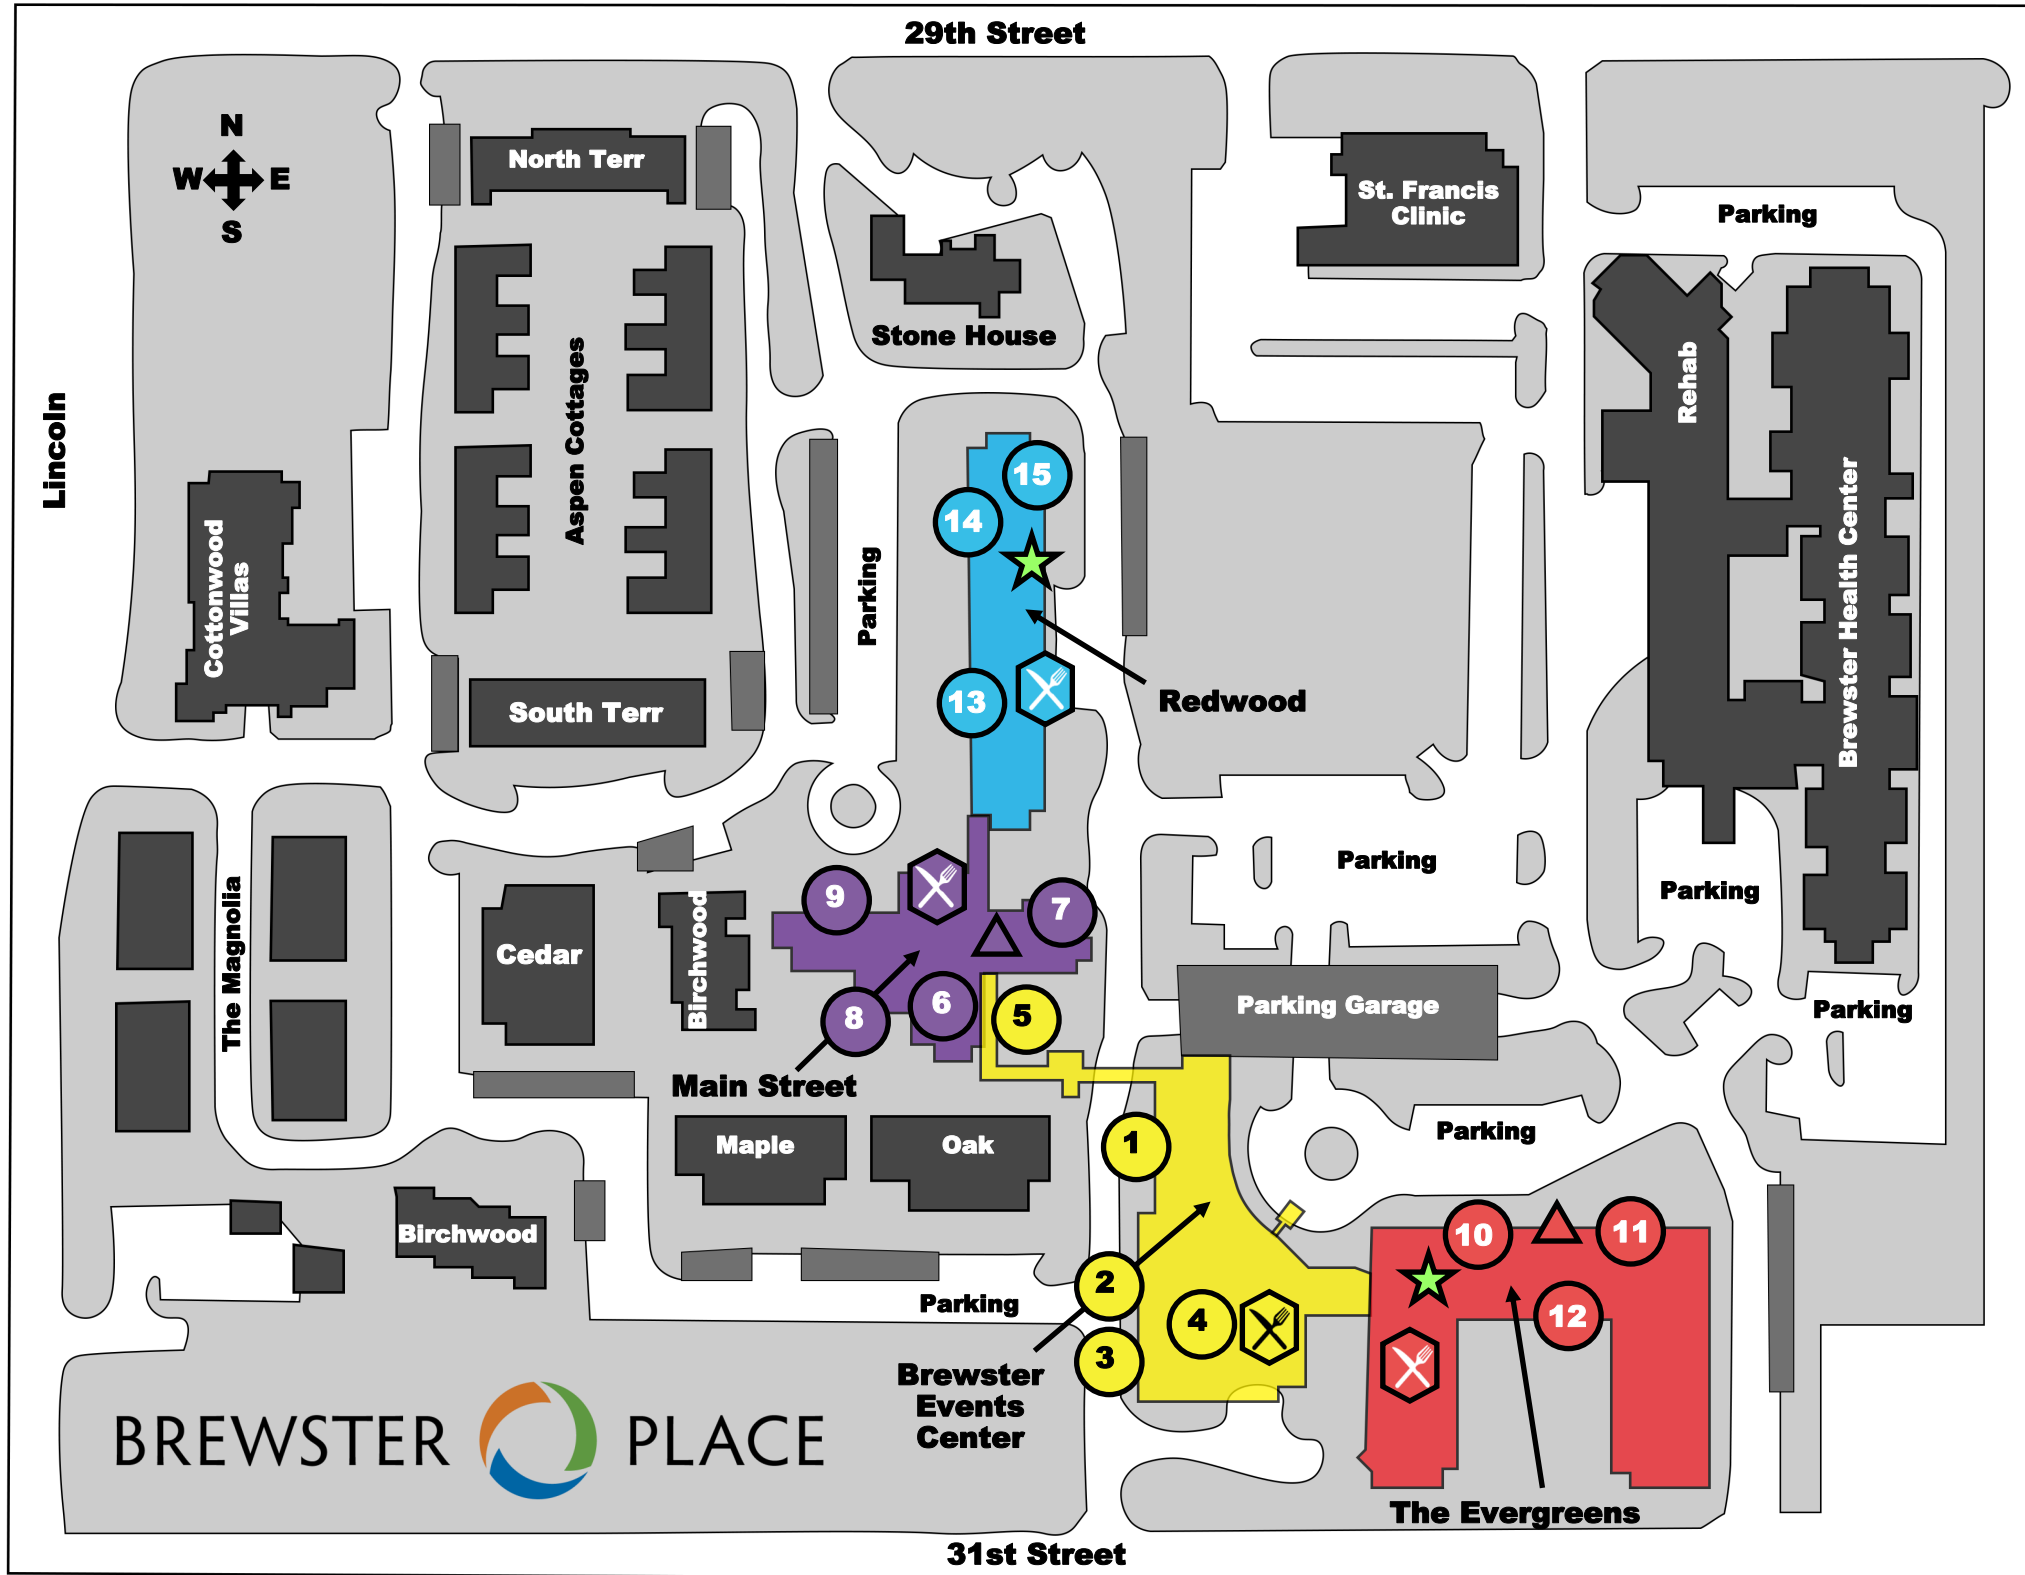 29th Street
N
W E
S
North Terr
St. Francis
Clinic
Parking
Stone House
Aspen Cottages
Rehab
Lincoln
Cottonwood
Villas
15
14
Parking
13
Redwood
South Terr
Brewster Health Center
The Magnolia
Cedar
Birchwood
9
7
8
6
5
Parking
Parking
Parking Garage
Parking
Main Street
Maple
Oak
1
Parking
Birchwood
2
3
4
10
11
12
Parking
Brewster
Events
Center
BREWSTER PLACE
The Evergreens
31st Street